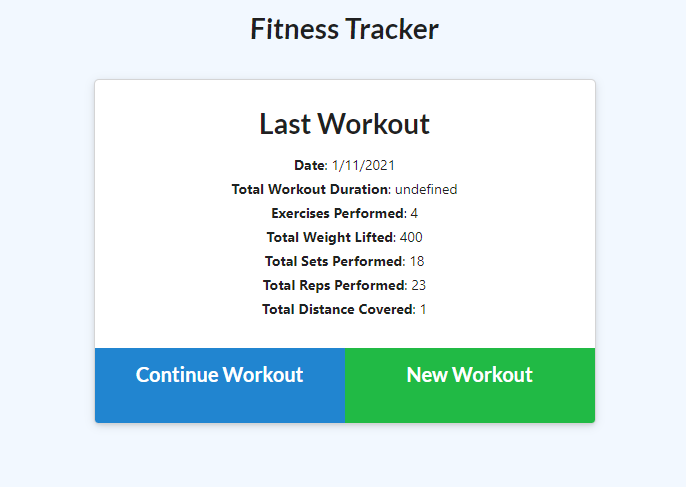 Fitness Tracker
Last Workout
Date: 1/11/2021
Total Workout Duration: undefined
Exercises Performed: 4
Total Weight Lifted: 400
Total Sets Performed: 18
Total Reps Performed: 23
Total Distance Covered: 1
Continue Workout
New Workout